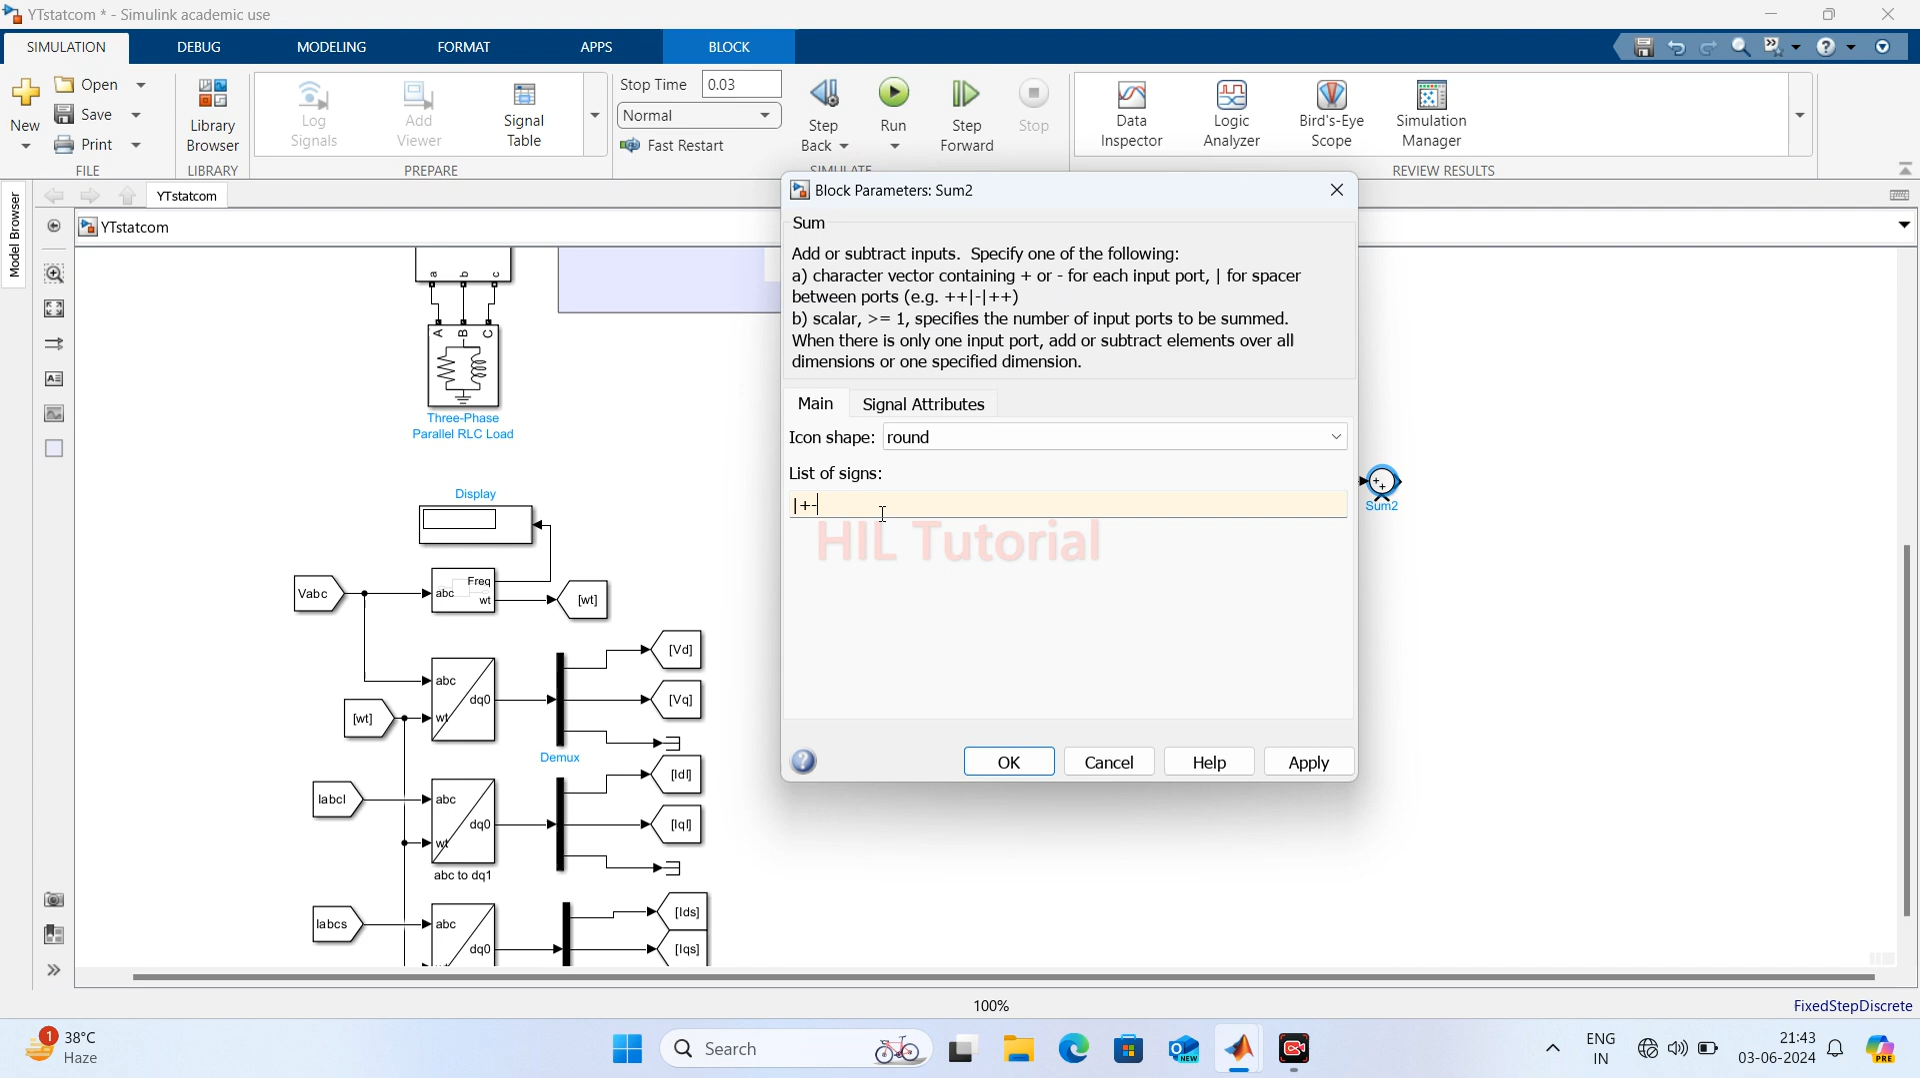 YTstatcom * - Simulink academic use
SIMULATION DEBUG MODELING FORMAT APPS BLOCK
New
Open
Save
Print
FILE
Library
Browser
LIBRARY
Log
Signals
Add
Viewer
Signal
Table
PREPARE
Stop Time 0.03
Normal
Fast Restart
Step
Back
Run
Step
Forward
Stop
SIMULATE
Data
Inspector
Logic
Analyzer
Bird's-Eye
Scope
Simulation
Manager
REVIEW RESULTS
Model Browser
YTstatcom
YTstatcom
a b c
A B C
Three-Phase
Parallel RLC Load
Display
Vabc
abc
Freq
wt
[wt]
[Vd]
abc
dq0
[Vq]
[wt]
wt
Demux
[Idl]
Iabcl
abc
dq0
[Iql]
wt
abc to dq1
[Ids]
Iabcs
abc
dq0
[Iqs]
Block Parameters: Sum2
Sum
Add or subtract inputs. Specify one of the following:
a) character vector containing + or - for each input port, | for spacer
between ports (e.g. ++|-|++)
b) scalar, >= 1, specifies the number of input ports to be summed.
When there is only one input port, add or subtract elements over all
dimensions or one specified dimension.
Main Signal Attributes
Icon shape: round
List of signs:
|+-
HIL Tutorial
OK Cancel Help Apply
+
+
Sum2
100%
FixedStepDiscrete
1
38°C
Haze
Search
NEW
ENG
IN
21:43
03-06-2024
PRE